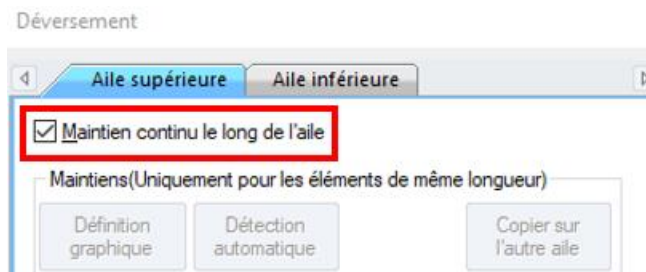 Déversement
Aile supérieure Aile inférieure
Maintien continu le long de l'aile
Maintiens(Uniquement pour les éléments de même longueur)
Définition graphique Détection automatique Copier sur l'autre aile